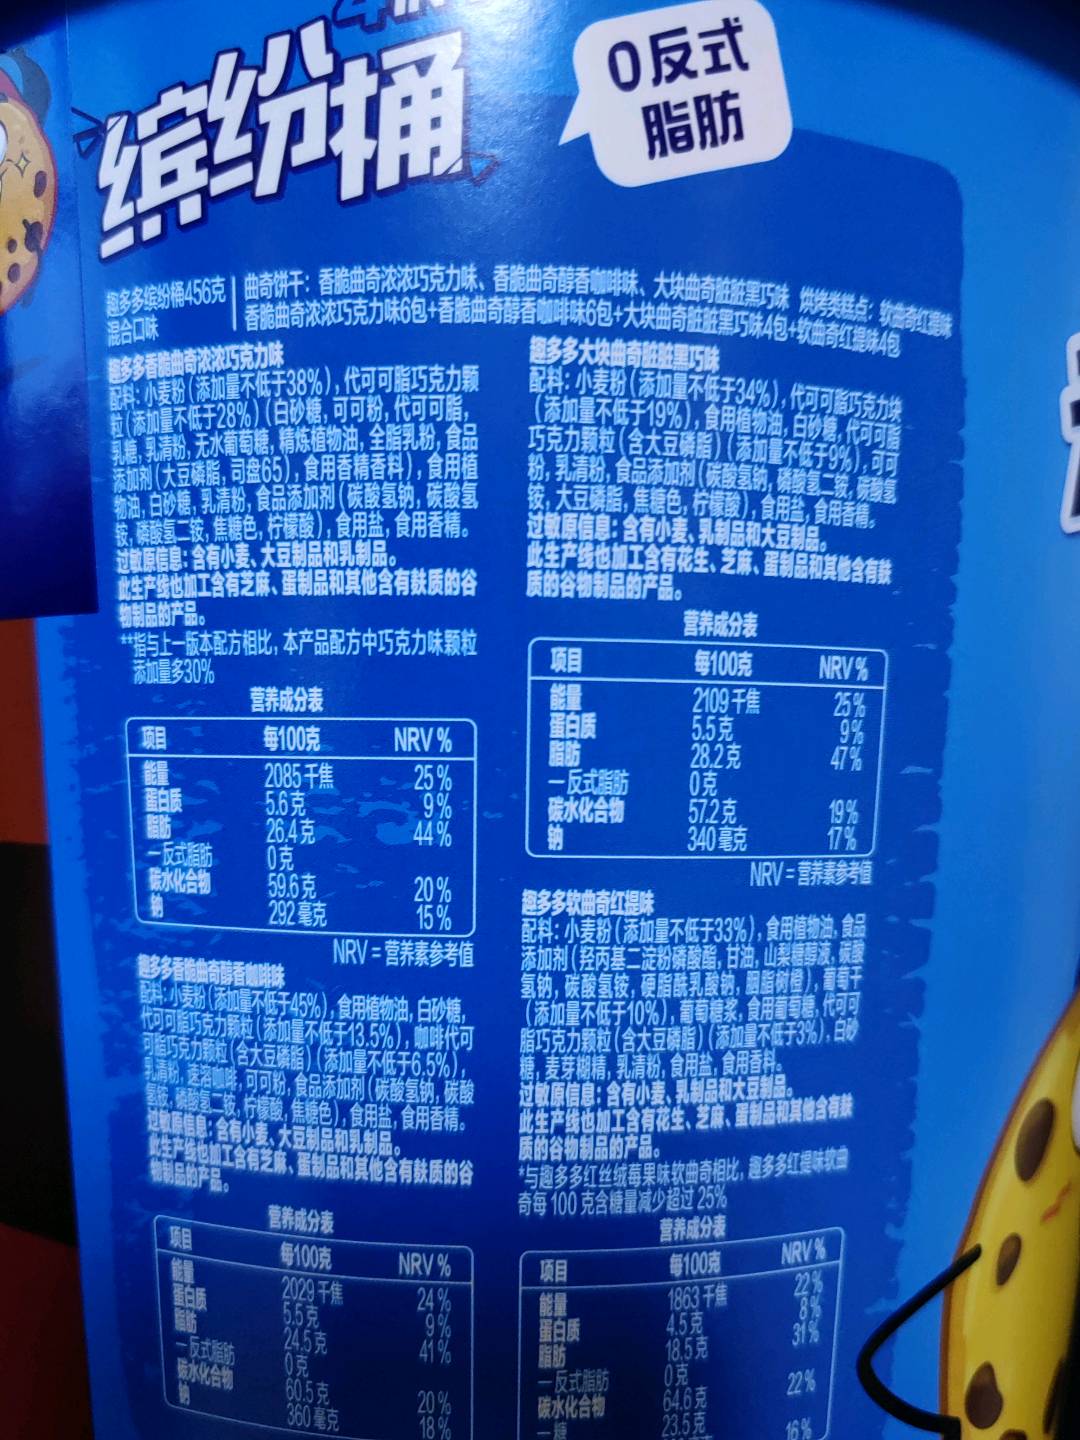 缤纷桶
0反式
脂肪
趣多多缤纷桶456克
混合口味
曲奇饼干：香脆曲奇浓浓巧克力味、香脆曲奇醇香咖啡味、大块曲奇脏脏黑巧味 烘烤类糕点：软曲奇红提味
香脆曲奇浓浓巧克力味6包+香脆曲奇醇香咖啡味6包+大块曲奇脏脏黑巧味4包+软曲奇红提味4包
趣多多香脆曲奇浓浓巧克力味
配料：小麦粉（添加量不低于38%），代可可脂巧克力颗
粒（添加量不低于28%）（白砂糖，可可粉，代可可脂，
乳糖，乳清粉，无水葡萄糖，精炼植物油，全脂乳粉，食品
添加剂（大豆磷脂，司盘65），食用香精香料），食用植
物油，白砂糖，乳清粉，食品添加剂（碳酸氢钠，碳酸氢
铵，磷酸氢二铵，焦糖色，柠檬酸），食用盐，食用香精。
过敏原信息：含有小麦、大豆制品和乳制品。
此生产线也加工含有芝麻、蛋制品和其他含有麸质的谷
物制品的产品。
**指与上一版本配方相比，本产品配方中巧克力味颗粒
添加量多30%
营养成分表
项目 每100克 NRV%
能量 2085千焦 25%
蛋白质 5.6克 9%
脂肪 26.4克 44%
—反式脂肪 0克
碳水化合物 59.6克 20%
钠 292毫克 15%
NRV=营养素参考值
趣多多香脆曲奇醇香咖啡味
配料：小麦粉（添加量不低于45%），食用植物油，白砂糖，
代可可脂巧克力颗粒（添加量不低于13.5%），咖啡代可
可脂巧克力颗粒（含大豆磷脂）（添加量不低于6.5%），
乳清粉，速溶咖啡，可可粉，食品添加剂（碳酸氢钠，碳酸
氢铵，磷酸氢二铵，柠檬酸，焦糖色），食用盐，食用香精。
过敏原信息：含有小麦、大豆制品和乳制品。
此生产线也加工含有芝麻、蛋制品和其他含有麸质的谷
物制品的产品。
营养成分表
项目 每100克 NRV%
能量 2029千焦 24%
蛋白质 5.5克 9%
脂肪 24.5克 41%
—反式脂肪 0克
碳水化合物 60.5克 20%
钠 360毫克 18%
趣多多大块曲奇脏脏黑巧味
配料：小麦粉（添加量不低于34%），代可可脂巧克力块
（添加量不低于19%），食用植物油，白砂糖，代可可脂
巧克力颗粒（含大豆磷脂）（添加量不低于9%），可可
粉，乳清粉，食品添加剂（碳酸氢钠，磷酸氢二铵，碳酸氢
铵，大豆磷脂，焦糖色，柠檬酸），食用盐，食用香精。
过敏原信息：含有小麦、乳制品和大豆制品。
此生产线也加工含有花生、芝麻、蛋制品和其他含有麸
质的谷物制品的产品。
营养成分表
项目 每100克 NRV%
能量 2109千焦 25%
蛋白质 5.5克 9%
脂肪 28.2克 47%
—反式脂肪 0克
碳水化合物 57.2克 19%
钠 340毫克 17%
NRV=营养素参考值
趣多多软曲奇红提味
配料：小麦粉（添加量不低于33%），食用植物油，食品
添加剂（羟丙基二淀粉磷酸酯，甘油，山梨糖醇液，碳酸
氢钠，碳酸氢铵，硬脂酰乳酸钠，胭脂树橙），葡萄干
（添加量不低于10%），葡萄糖浆，食用葡萄糖，代可可
脂巧克力颗粒（含大豆磷脂）（添加量不低于3%），白砂
糖，麦芽糊精，乳清粉，食用盐，食用香料。
过敏原信息：含有小麦、乳制品和大豆制品。
此生产线也加工含有花生、芝麻、蛋制品和其他含有麸
质的谷物制品的产品。
*与趣多多红丝绒莓果味软曲奇相比，趣多多红提味软曲
奇每100克含糖量减少超过25%
营养成分表
项目 每100克 NRV%
能量 1863千焦 22%
蛋白质 4.5克 8%
脂肪 18.5克 31%
—反式脂肪 0克
碳水化合物 64.6克 22%
—糖 23.5克
16%